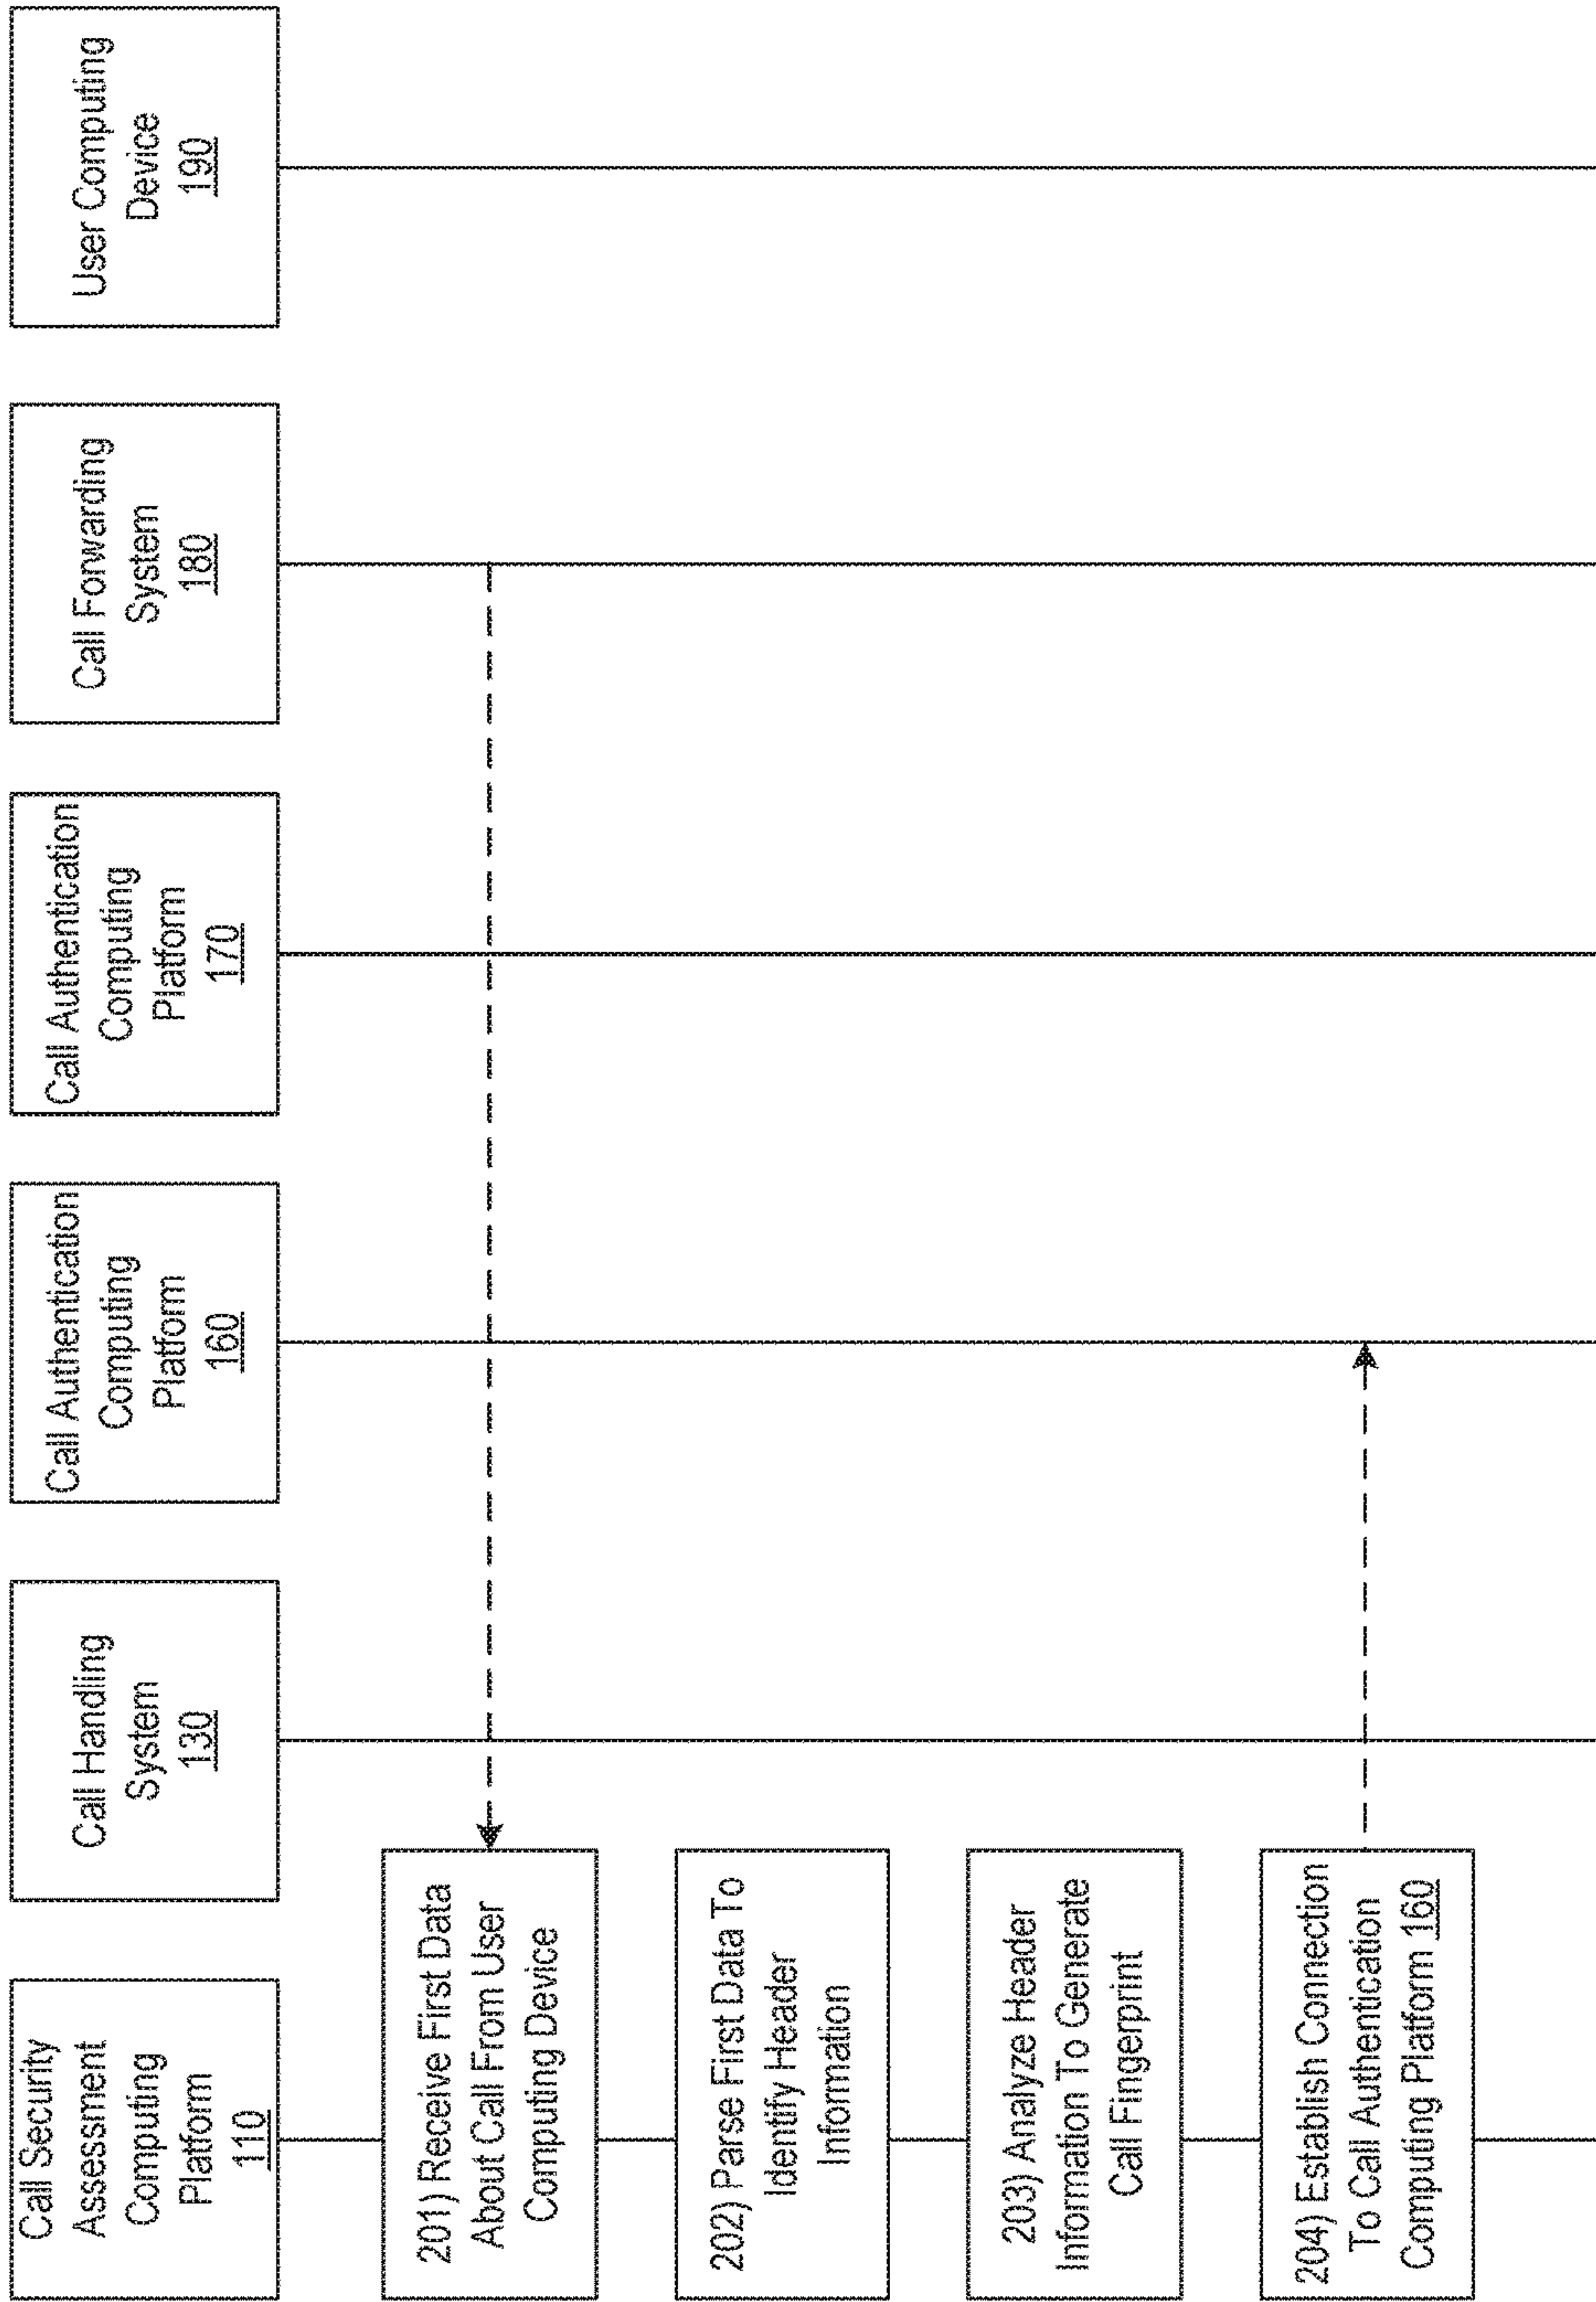 Call Security
Assessment
Computing
Platform
110
Call Handling
System
130
Call Authentication
Computing
Platform
160
Call Authentication
Computing
Platform
170
Call Forwarding
System
180
User Computing
Device
190
201) Receive First Data
About Call From User
Computing Device
202) Parse First Data To
Identify Header
Information
203) Analyze Header
Information To Generate
Call Fingerprint
204) Establish Connection
To Call Authentication
Computing Platform 160